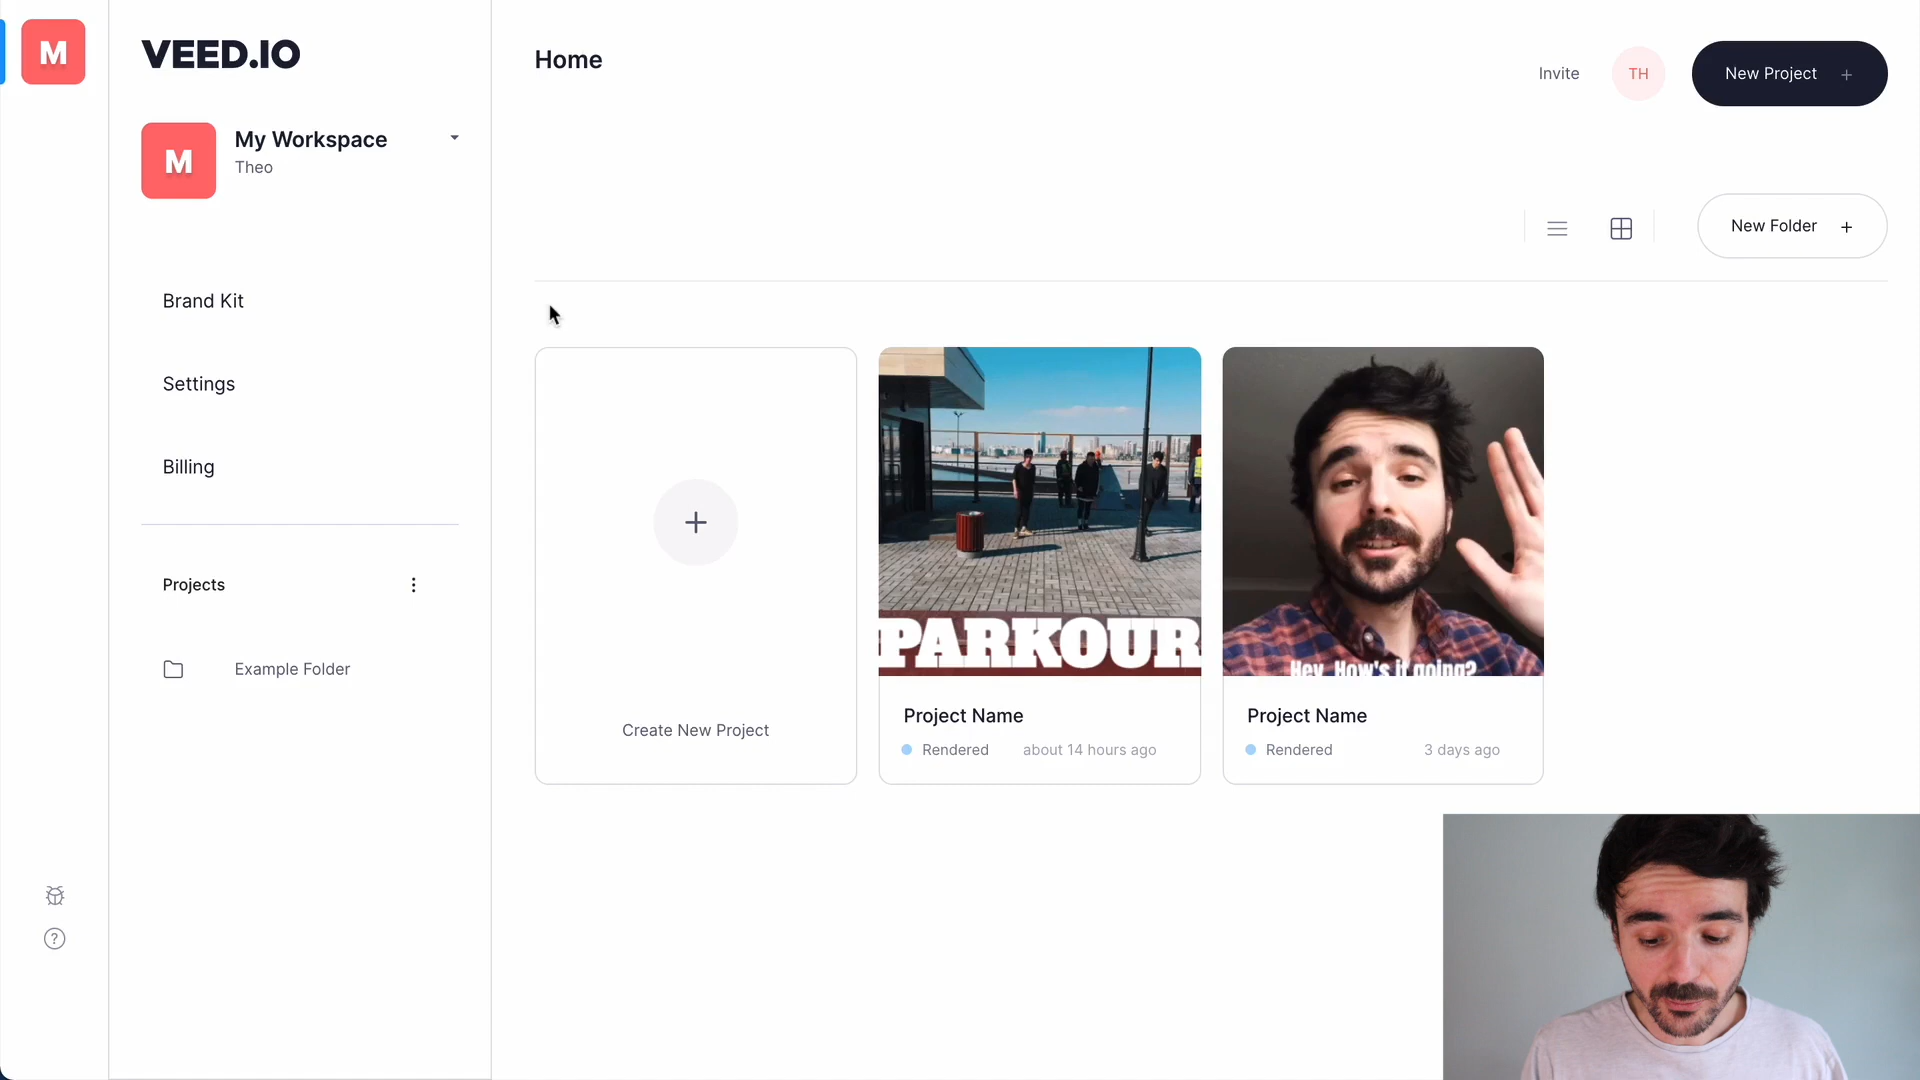 M
VEED.IO
Home
Invite
TH
New Project +
M
My Workspace
Theo
New Folder +
Brand Kit
Settings
Billing
Projects
Example Folder
Create New Project
PARKOUR
Hey, How's it going?
Project Name
Rendered about 14 hours ago
Project Name
Rendered 3 days ago
?